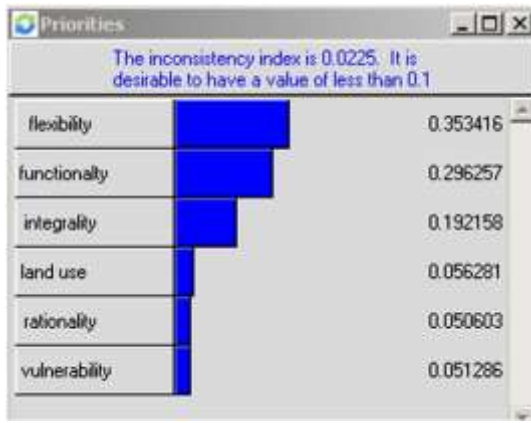 Priorities
The inconsistency index is 0.0225. It is
desirable to have a value of less than 0.1
flexibility 0.353416
functionalty 0.296257
integrality 0.192158
land use 0.056281
rationality 0.050603
vulnerability 0.051286